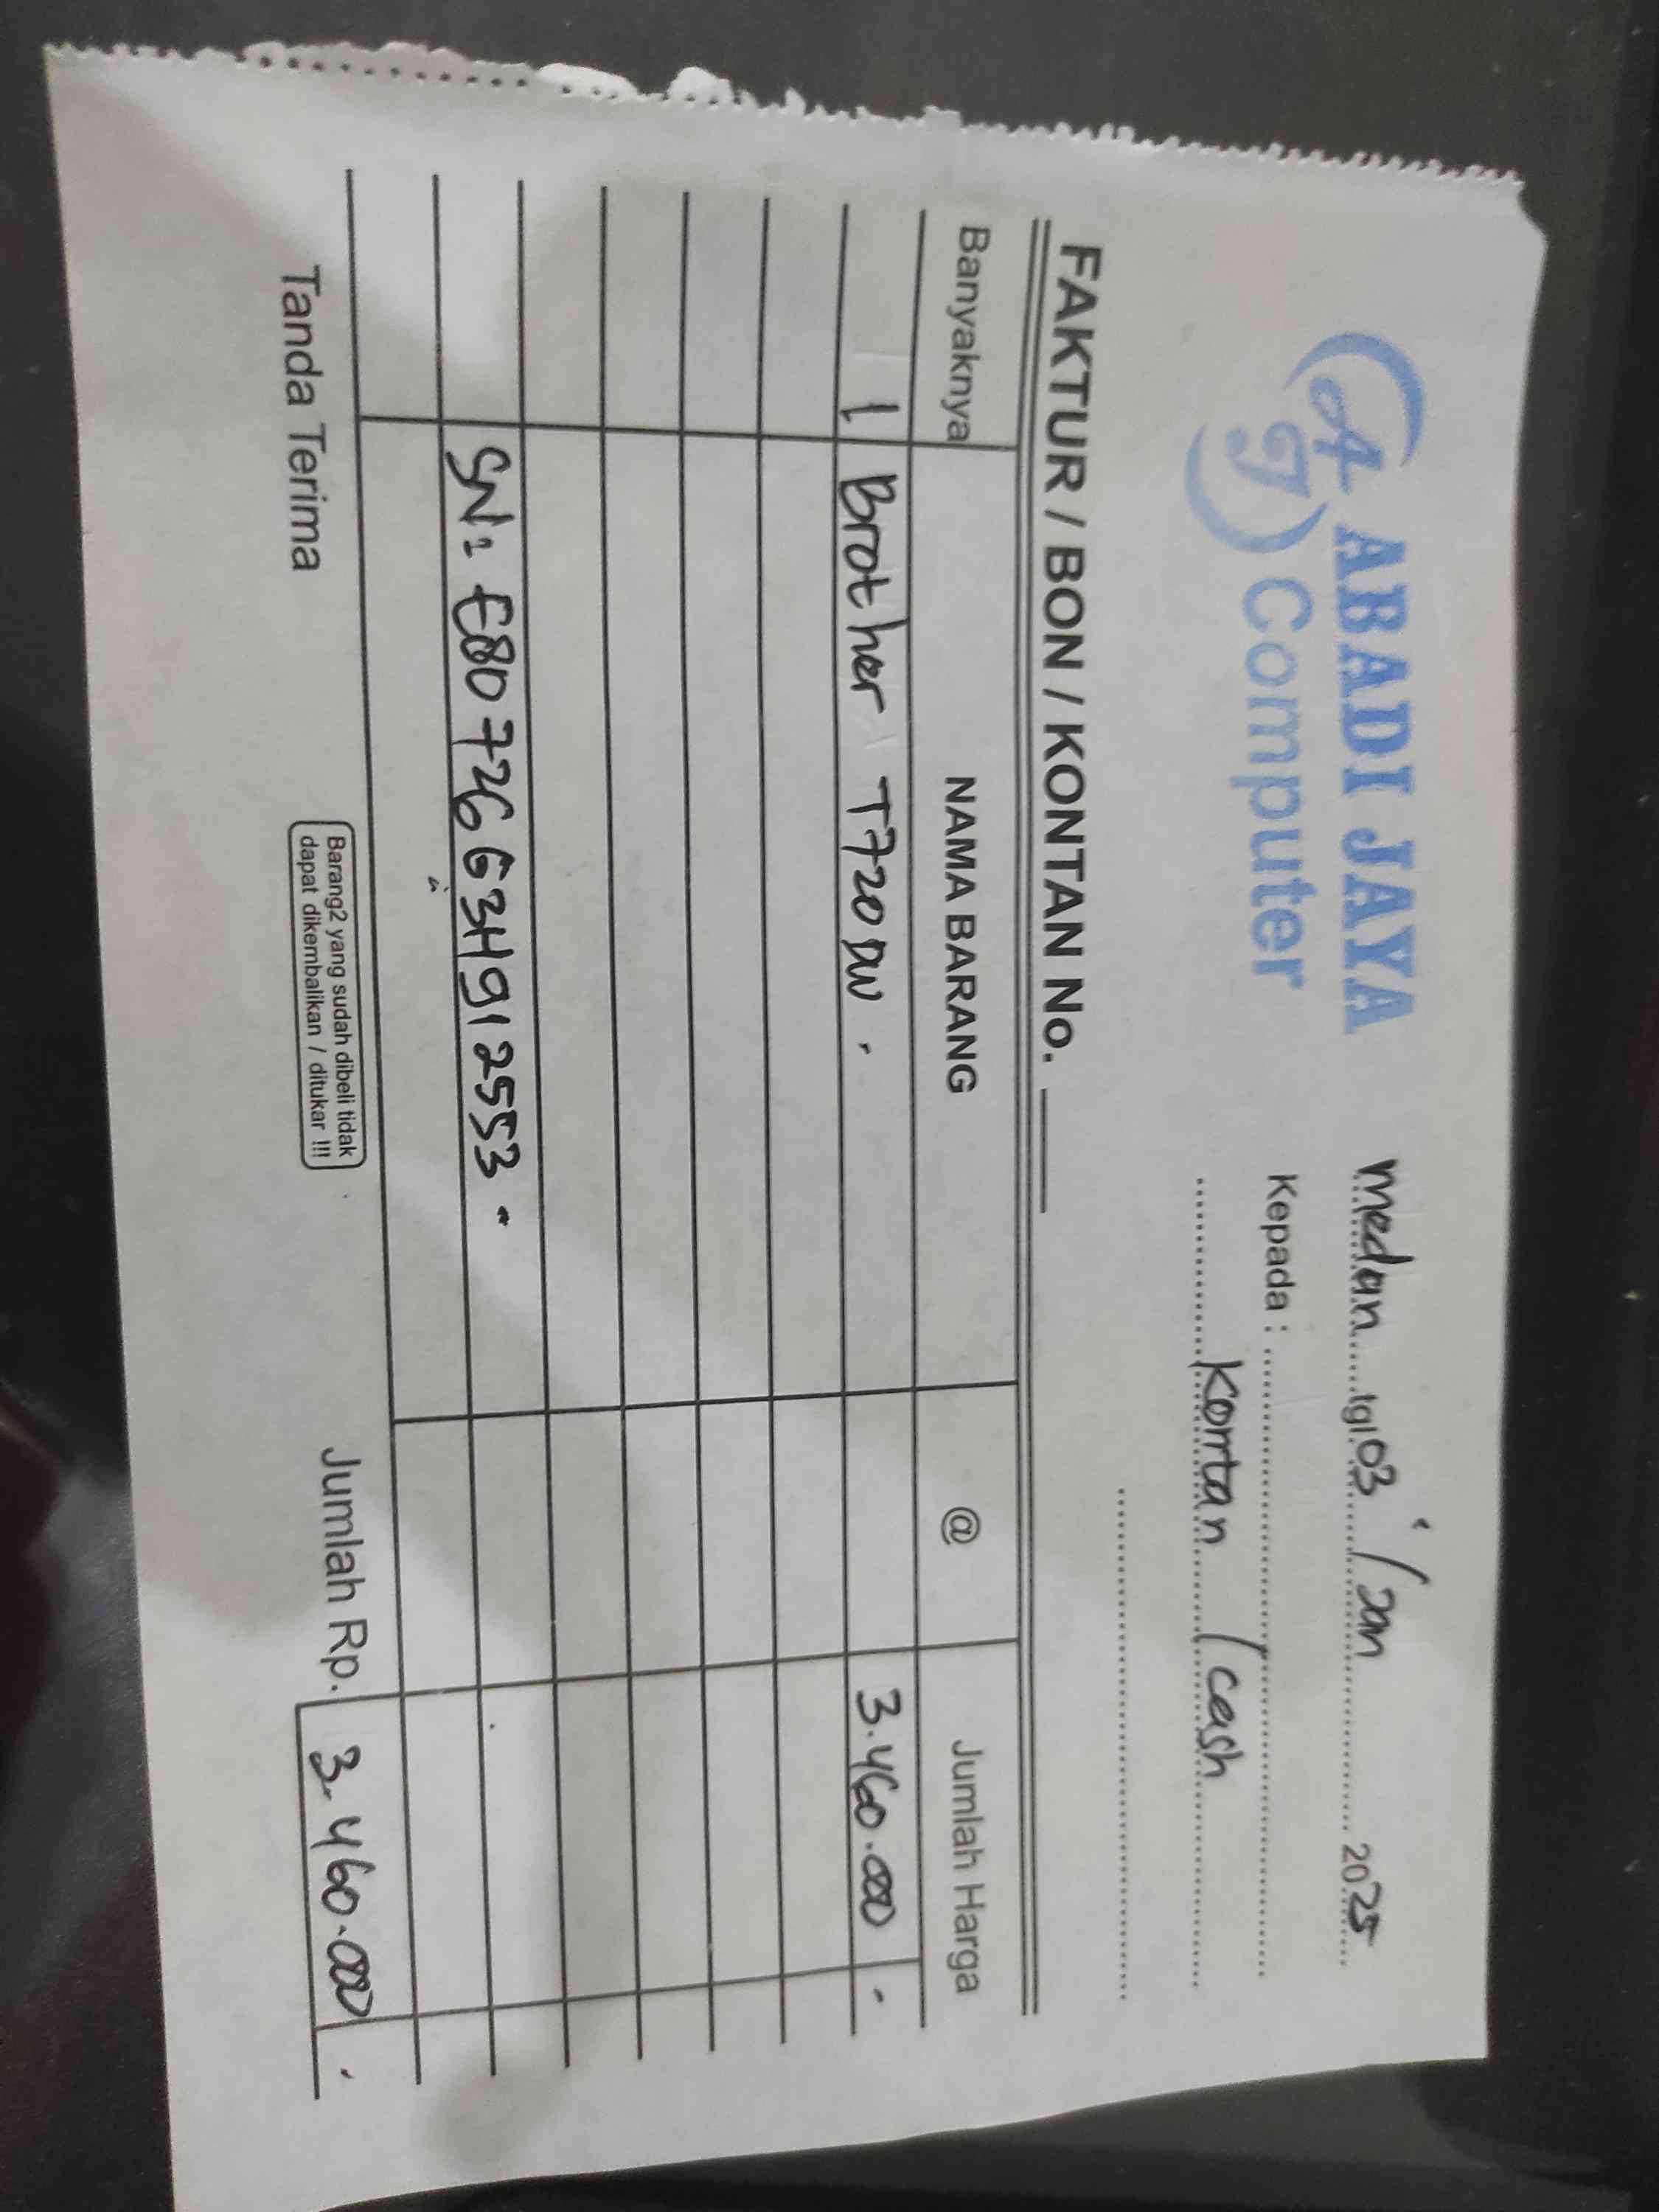 AJ ABADI JAYA
Computer
Medan tgl 03 / Jan 2025
Kepada :
Kontan / cash
FAKTUR / BON / KONTAN No.
Banyaknya NAMA BARANG @ Jumlah Harga
1 Brother T720DW. 3.460.000 -
SN: E80726G3H912553.
Tanda Terima
Barang2 yang sudah dibeli tidak
dapat dikembalikan / ditukar !!!
Jumlah Rp. 3.460.000 -